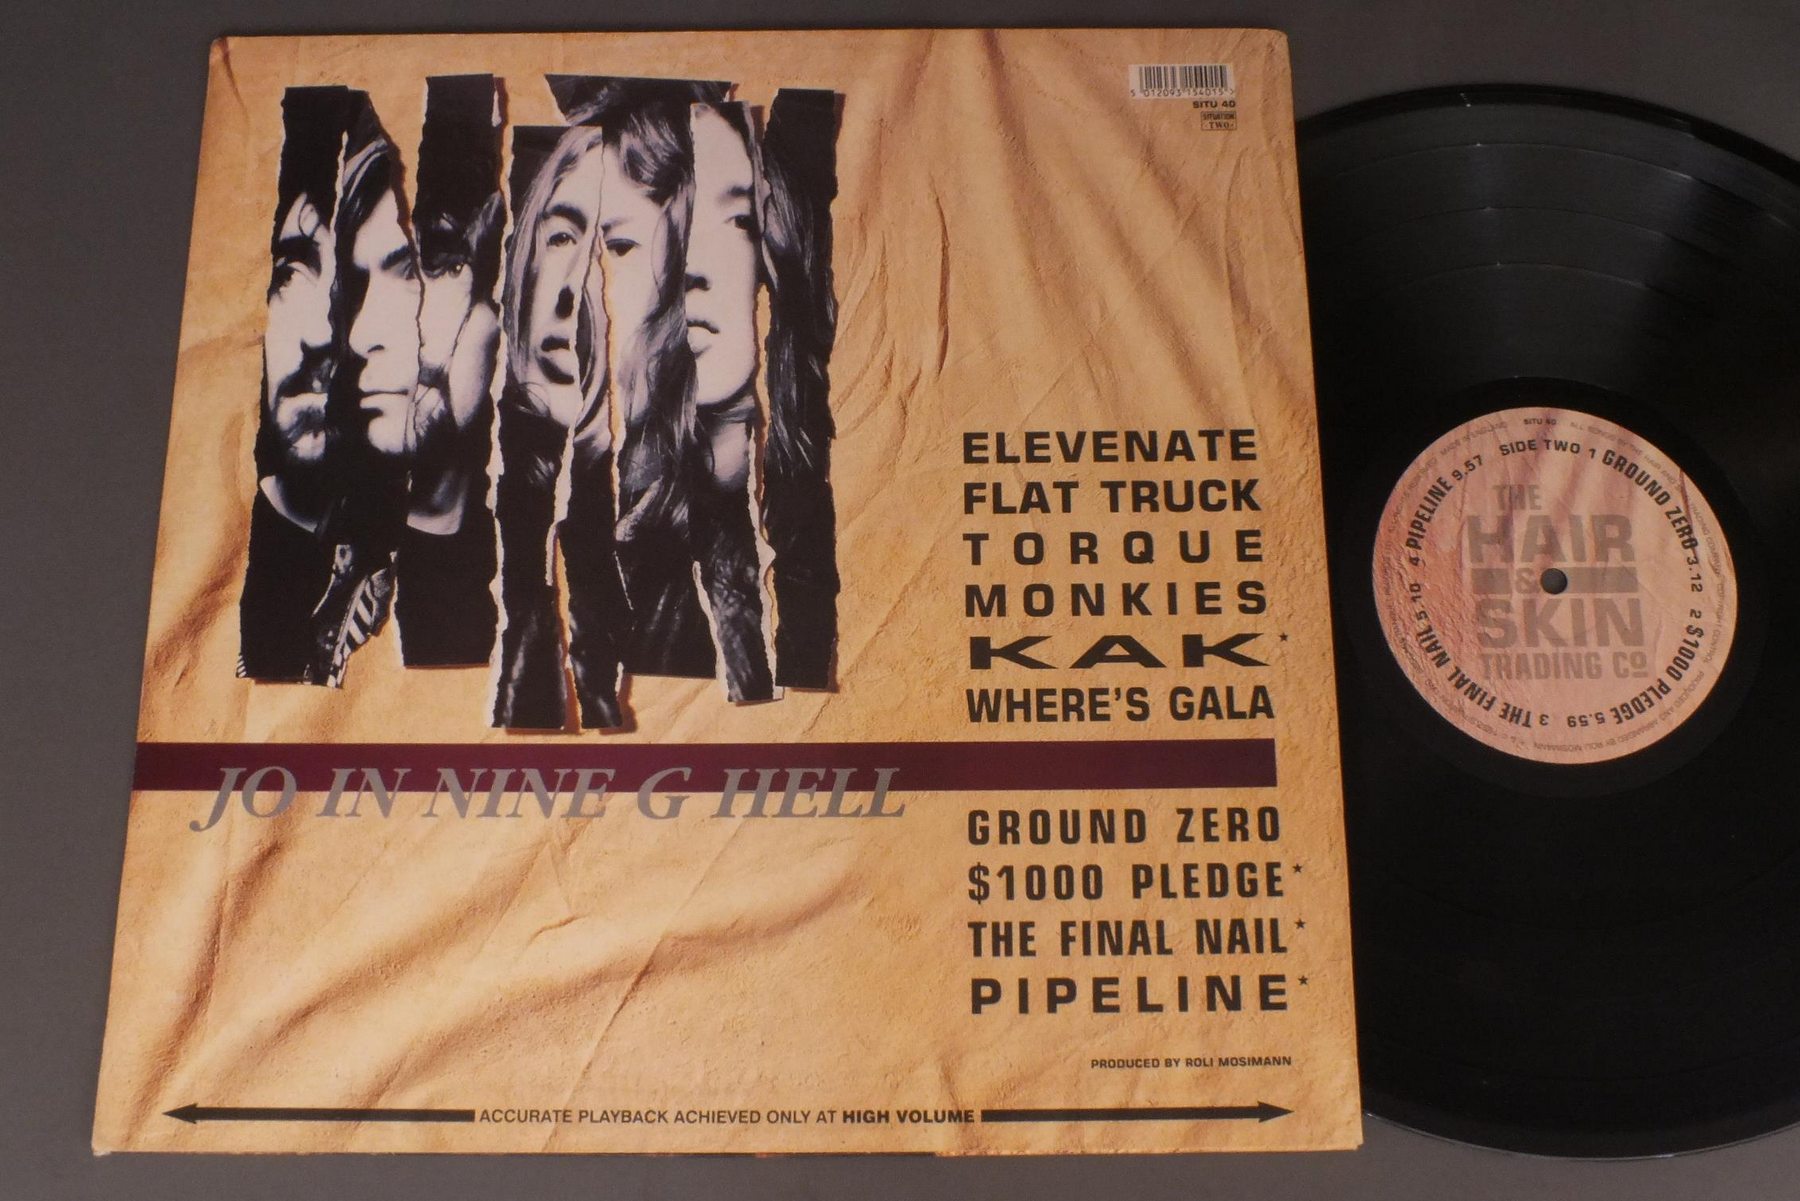 5 012093 154015 >
SITU 40
SITUATION
-TWO-
ELEVENATE
FLAT TRUCK
TORQUE
MONKIES
KAK*
WHERE'S GALA
JO IN NINE G HELL
GROUND ZERO
$1000 PLEDGE*
THE FINAL NAIL*
PIPELINE*
PRODUCED BY ROLI MOSIMANN
ACCURATE PLAYBACK ACHIEVED ONLY AT HIGH VOLUME
SITU 40
SIDE TWO 1 GROUND ZERO 3.12 2 $1000 PLEDGE 5.59 3 THE FINAL NAIL 5.10 4 PIPELINE 9.57
THE
HAIR
&
SKIN
TRADING Cº